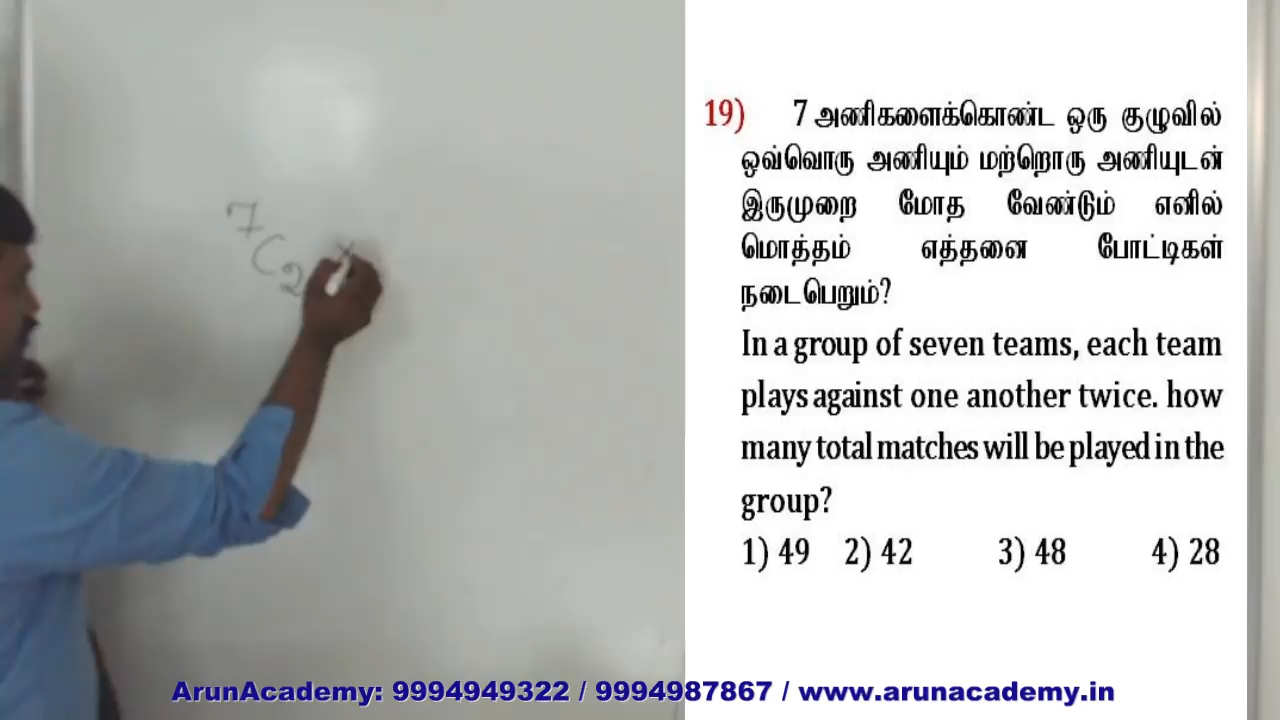 7
C2 x
19) 7 அணிகளைக்கொண்ட ஒரு குழுவில்
ஒவ்வொரு அணியும் மற்றொரு அணியுடன்
இருமுறை மோத வேண்டும் எனில்
மொத்தம் எத்தனை போட்டிகள்
நடைபெறும்?
In a group of seven teams, each team
plays against one another twice. how
many total matches will be played in the
group?
1) 49 2) 42 3) 48 4) 28
ArunAcademy: 9994949322 / 9994987867 / www.arunacademy.in